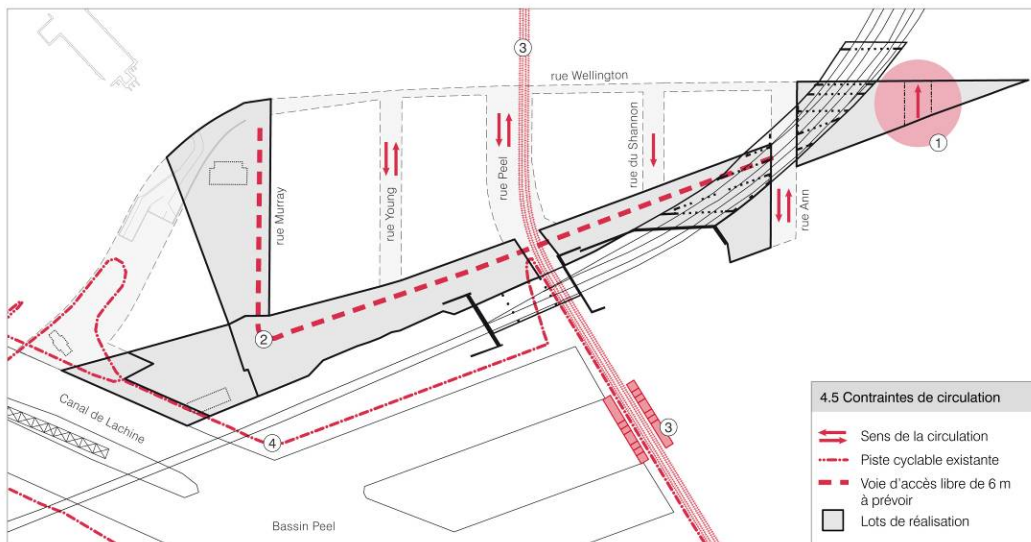 3
rue Wellington
1
rue Murray
rue Young
rue Peel
rue du Shannon
rue Ann
2
3
4
Canal de Lachine
Bassin Peel
4.5 Contraintes de circulation
Sens de la circulation
Piste cyclable existante
Voie d'accès libre de 6 m
à prévoir
Lots de réalisation